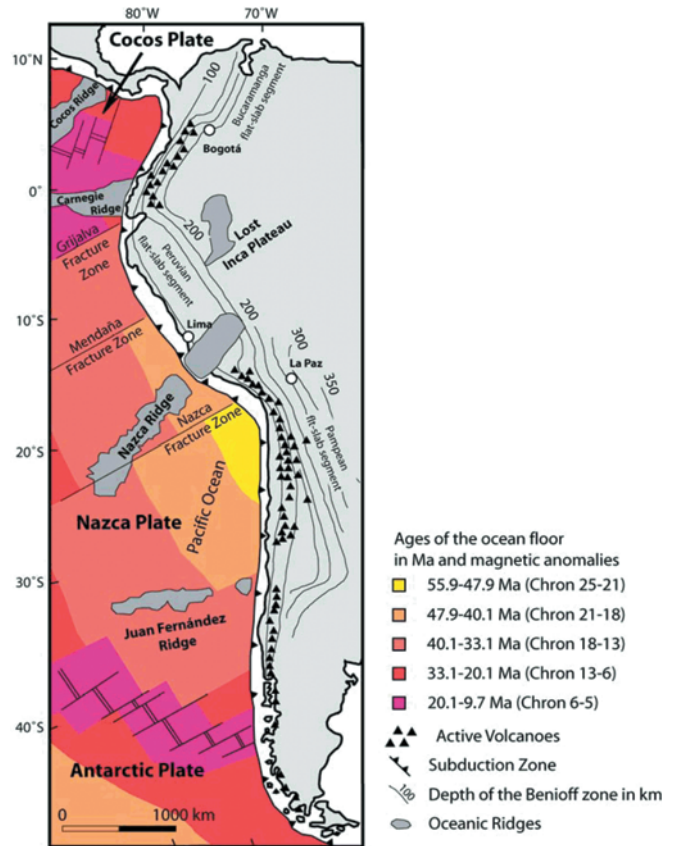 80°W
70°W
Cocos Plate
10°N
Cocos Ridge
100
Bucaramanga
flat-slab segment
Bogotá
0°
Carnegie
Ridge
200
Lost
Inca Plateau
Grijalva
Fracture
Zone
Peruvian
flat-slab segment
10°S
Mendaña
Fracture Zone
Lima
200
300
La Paz
350
Nazca Ridge
Nazca
Fracture Zone
Pampean
flt-slab segment
20°S
Pacific Ocean
Nazca Plate
30°S
Juan Fernández
Ridge
40°S
Antarctic Plate
0
1000 km
Ages of the ocean floor
in Ma and magnetic anomalies
55.9-47.9 Ma (Chron 25-21)
47.9-40.1 Ma (Chron 21-18)
40.1-33.1 Ma (Chron 18-13)
33.1-20.1 Ma (Chron 13-6)
20.1-9.7 Ma (Chron 6-5)
Active Volcanoes
Subduction Zone
100 Depth of the Benioff zone in km
Oceanic Ridges